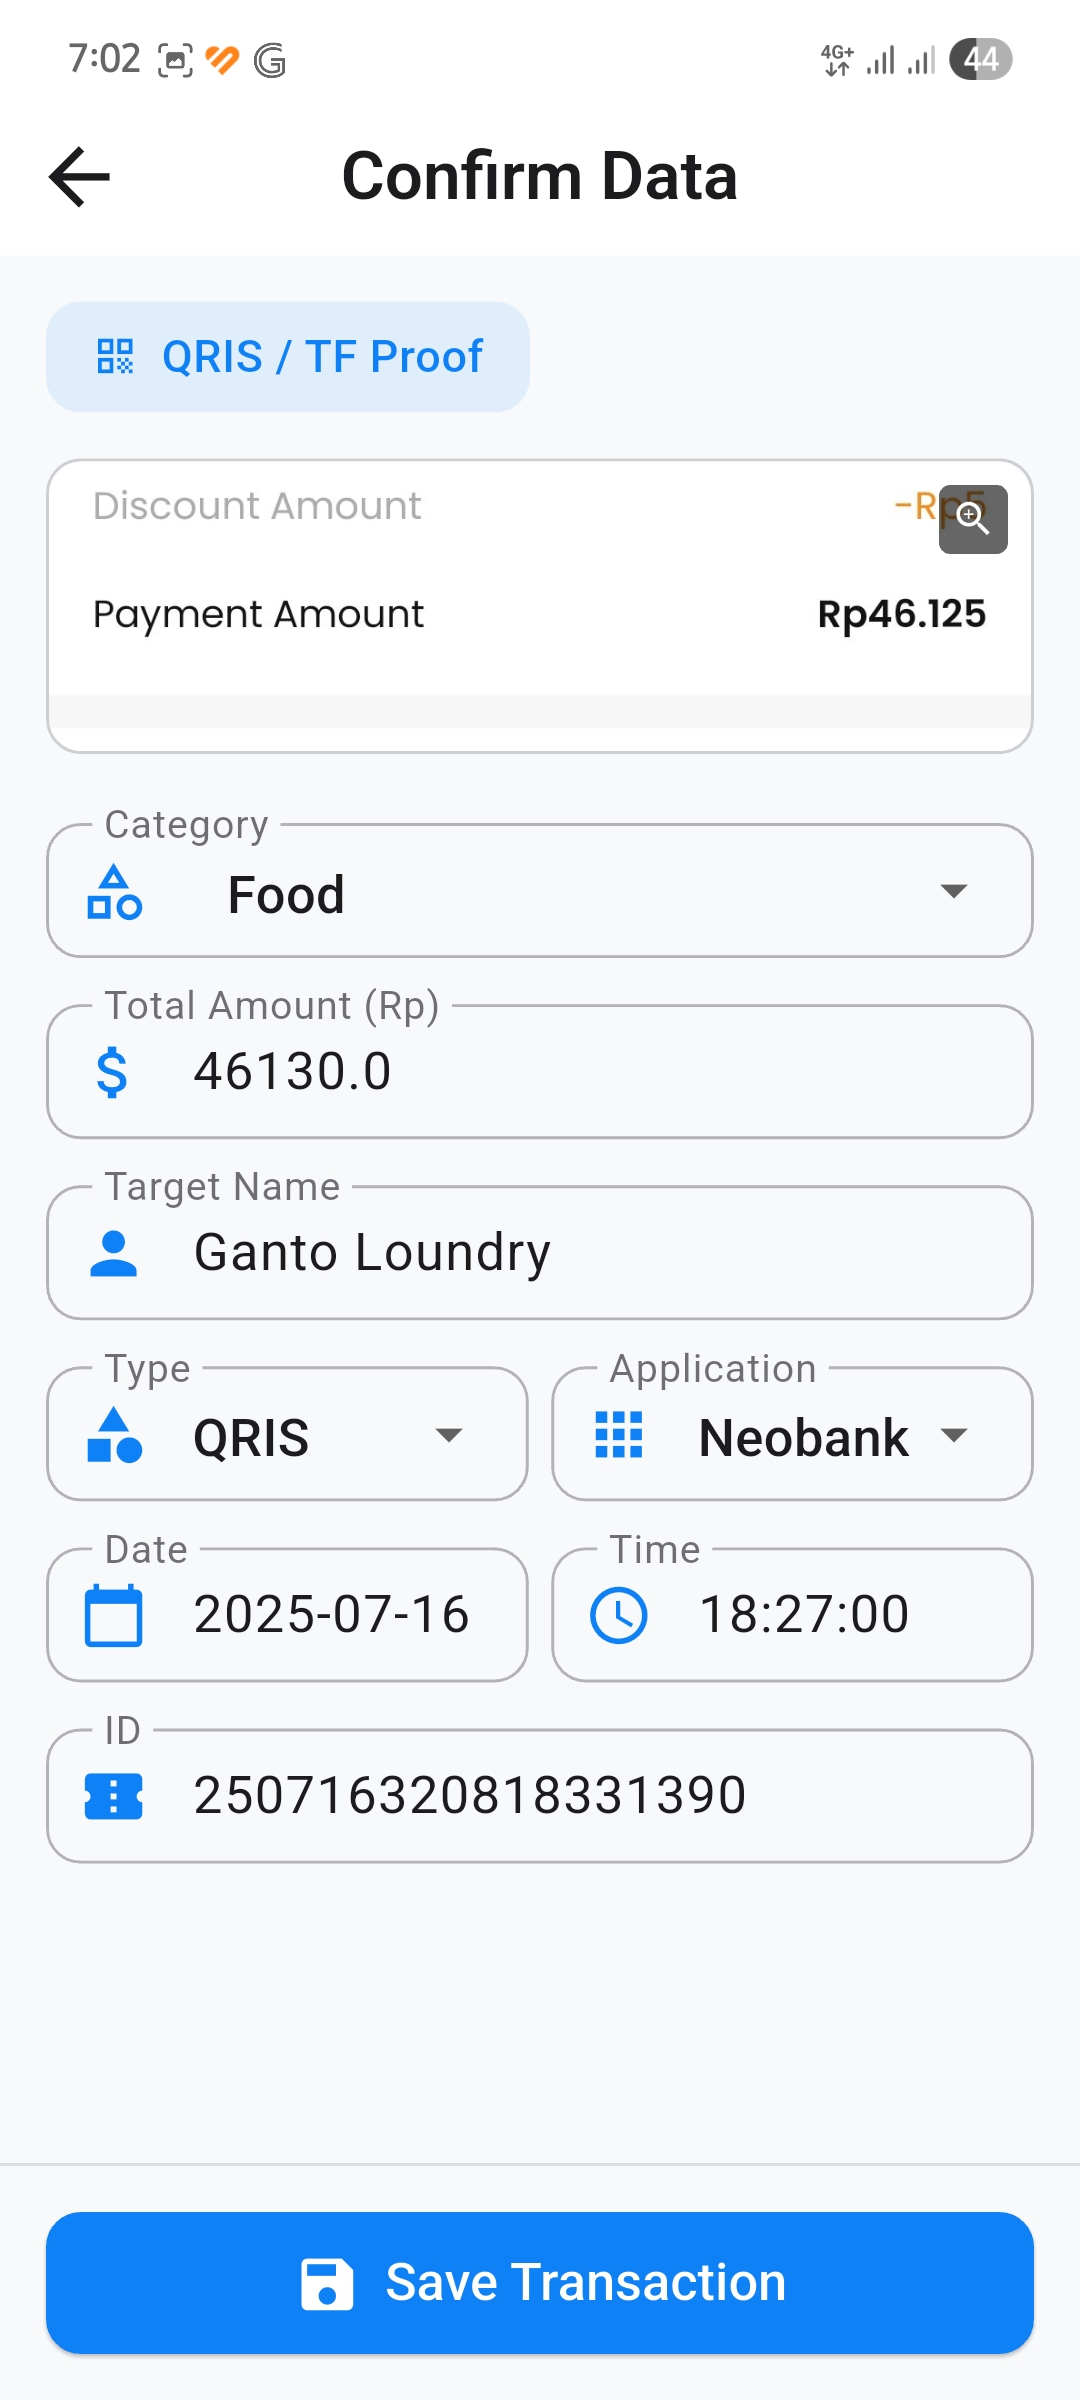 7:02 4G+ 44
Confirm Data
QRIS / TF Proof
Discount Amount -Rp5
Payment Amount Rp46.125
Category
Food
Total Amount (Rp)
$ 46130.0
Target Name
Ganto Loundry
Type Application
QRIS Neobank
Date Time
2025-07-16 18:27:00
ID
250716320818331390
Save Transaction